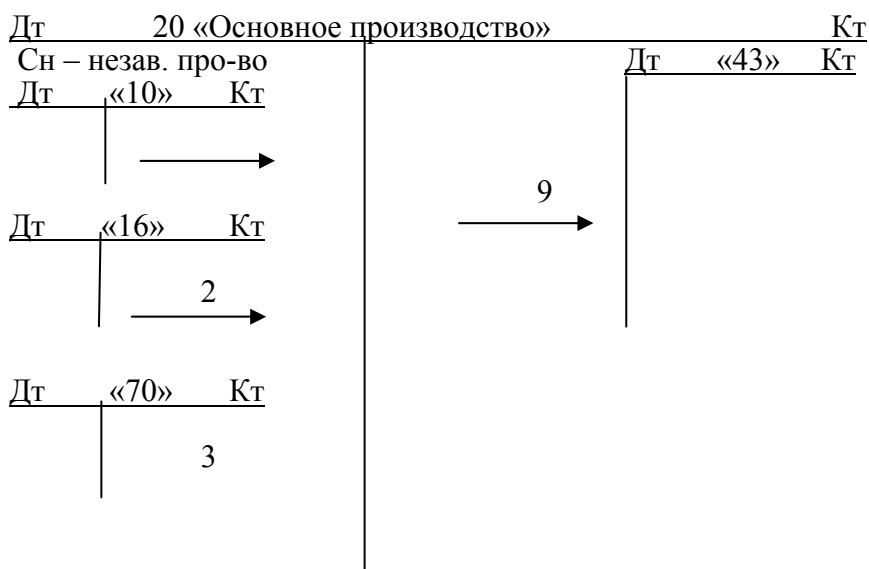 Дт 20 «Основное производство» Кт
Сн – незав. про-во
Дт «43» Кт
Дт «10» Кт
9
Дт «16» Кт
2
Дт «70» Кт
3